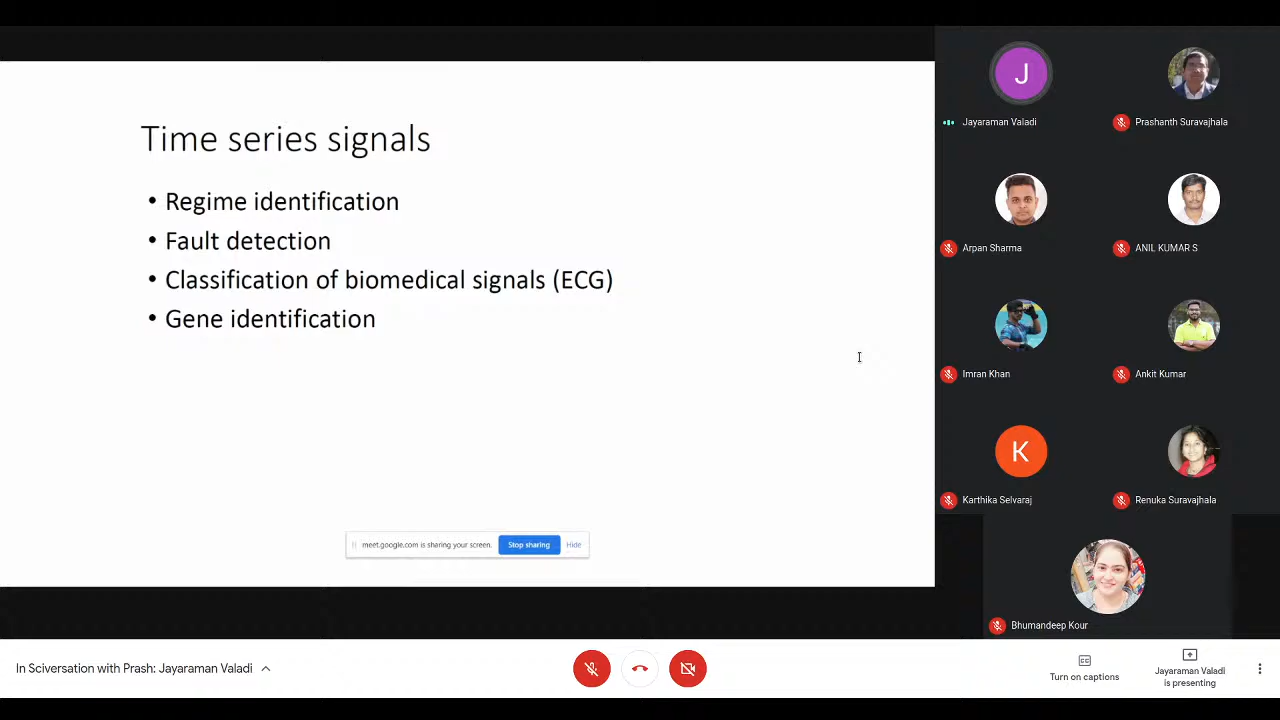 Time series signals
• Regime identification
• Fault detection
• Classification of biomedical signals (ECG)
• Gene identification
meet.google.com is sharing your screen.
Stop sharing
Hide
J
Jayaraman Valadi
Prashanth Suravajhala
Arpan Sharma
ANIL KUMAR S
Imran Khan
Ankit Kumar
K
Karthika Selvaraj
Renuka Suravajhala
Bhumandeep Kour
In Sciversation with Prash: Jayaraman Valadi
CC
Turn on captions
Jayaraman Valadi
is presenting